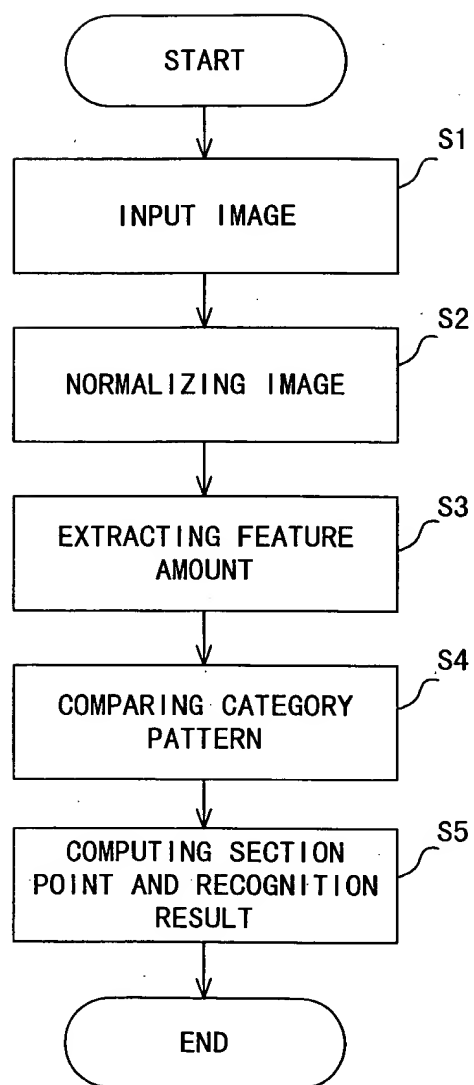 START
S1
INPUT IMAGE
S2
NORMALIZING IMAGE
S3
EXTRACTING FEATURE
AMOUNT
S4
COMPARING CATEGORY
PATTERN
S5
COMPUTING SECTION
POINT AND RECOGNITION
RESULT
END